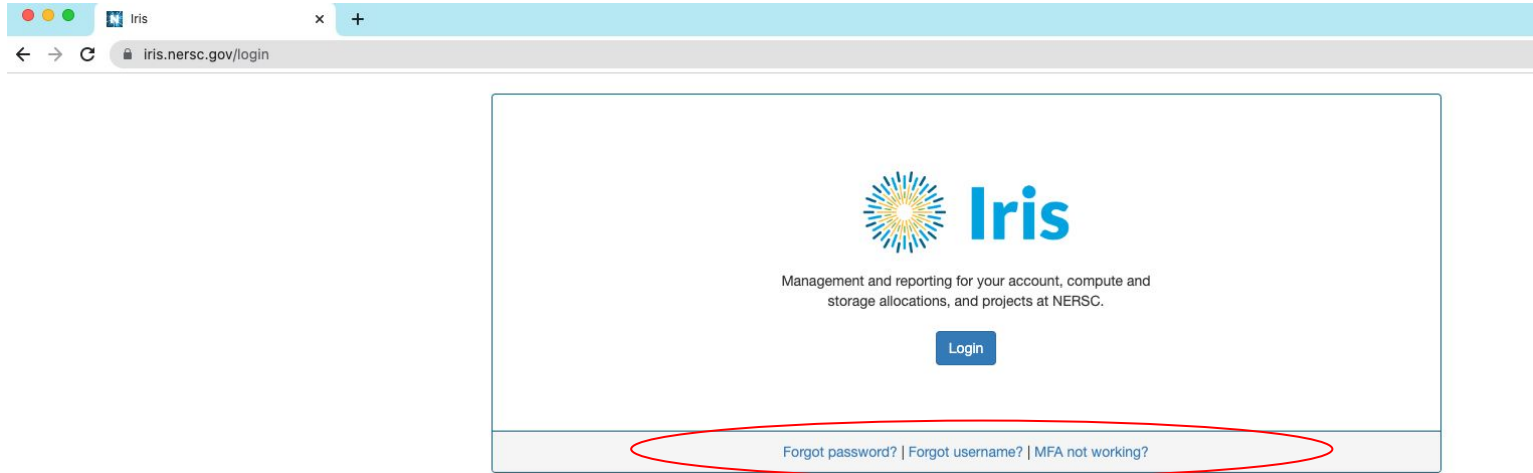 Iris
iris.nersc.gov/login
Iris
Management and reporting for your account, compute and
storage allocations, and projects at NERSC.
Login
Forgot password? | Forgot username? | MFA not working?